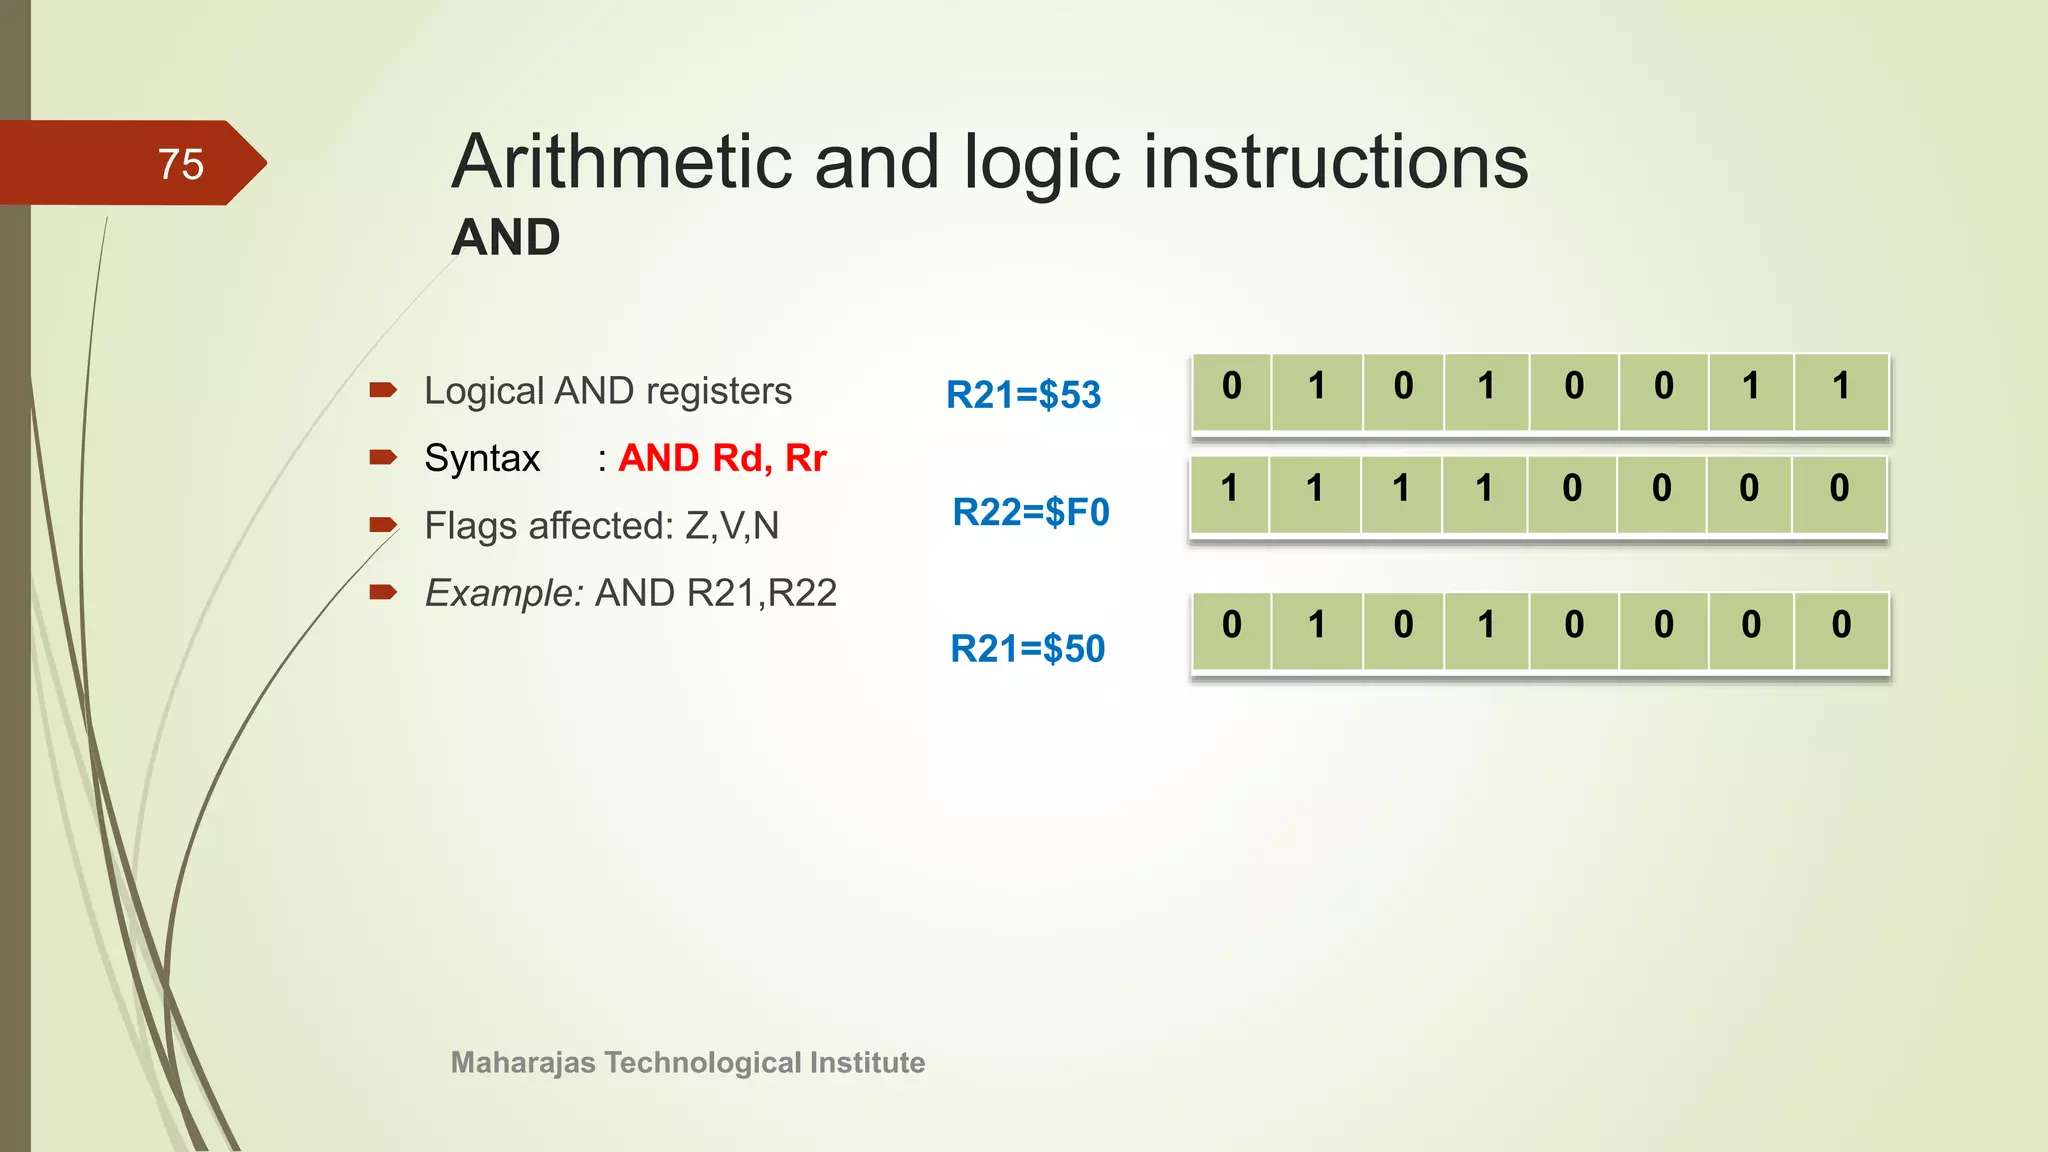 75
Arithmetic and logic instructions
AND
Logical AND registers
Syntax : AND Rd, Rr
Flags affected: Z,V,N
Example: AND R21,R22
R21=$53
0 1 0 1 0 0 1 1
R22=$F0
1 1 1 1 0 0 0 0
R21=$50
0 1 0 1 0 0 0 0
Maharajas Technological Institute